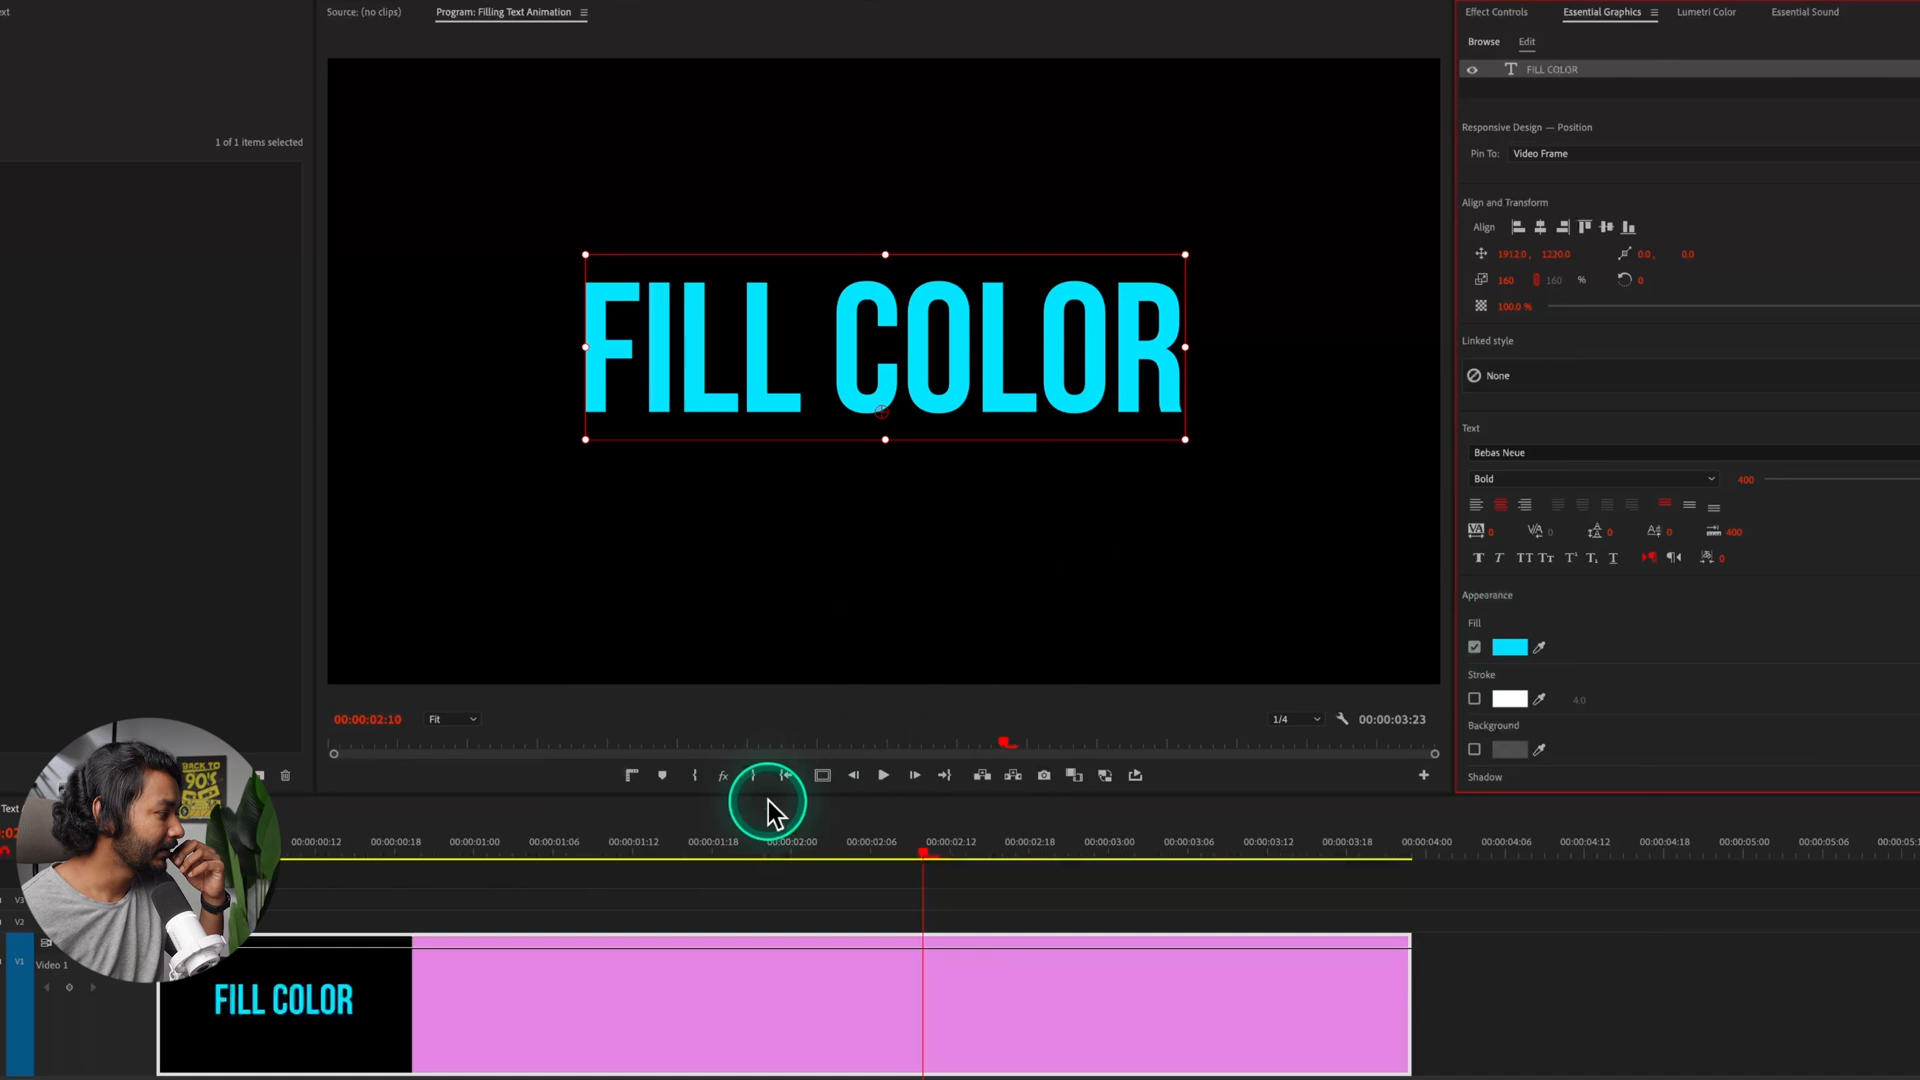 ext
Source: (no clips)
Program: Filling Text Animation
Effect Controls
Essential Graphics
Lumetri Color
Essential Sound
Browse
Edit
FILL COLOR
1 of 1 items selected
Responsive Design — Position
Pin To:
Video Frame
Align and Transform
Align
1912.0 ,
1220.0
0.0 ,
0.0
160
160
%
0
100.0 %
Linked style
None
FILL COLOR
Text
Bebas Neue
Bold
400
0
0
0
0
400
0
Appearance
Fill
Stroke
4.0
Background
Shadow
00:00:02:10
Fit
1/4
00:00:03:23
fx
BACK TO
90'S
Text
00:00:00:12
00:00:00:18
00:00:01:00
00:00:01:06
00:00:01:12
00:00:01:18
00:00:02:00
00:00:02:06
00:00:02:12
00:00:02:18
00:00:03:00
00:00:03:06
00:00:03:12
00:00:03:18
00:00:04:00
00:00:04:06
00:00:04:12
00:00:04:18
00:00:05:00
00:00:05:06
00:00:05:1
V3
V2
V1
Video 1
FILL COLOR